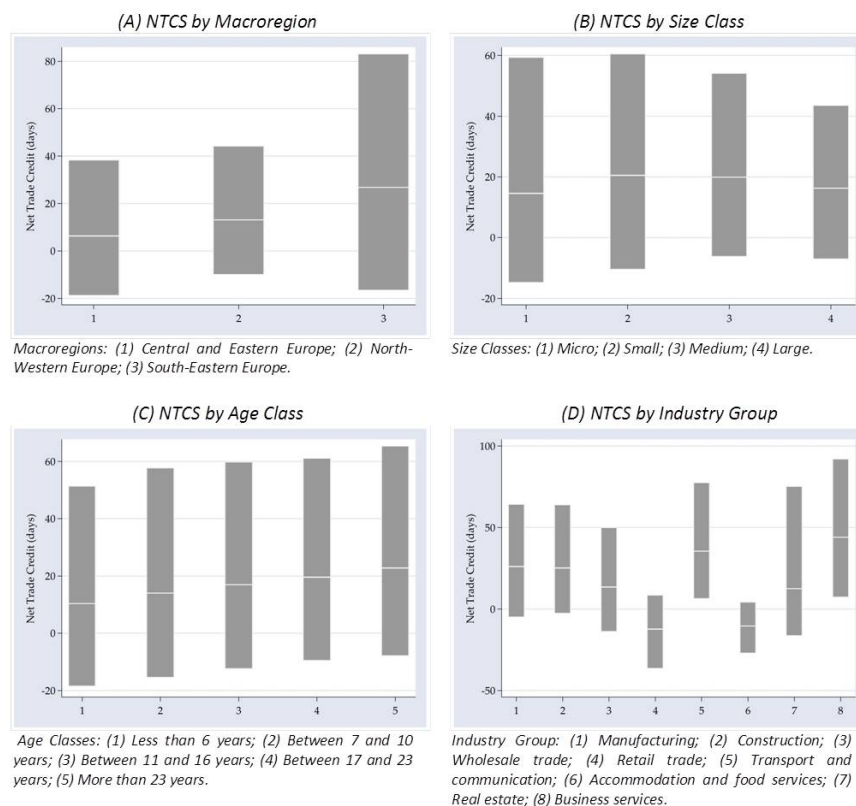 (A) NTCS by Macroregion
Net Trade Credit (days)
80
60
40
20
0
-20
1 2 3
Macroregions: (1) Central and Eastern Europe; (2) North-
Western Europe; (3) South-Eastern Europe.
(B) NTCS by Size Class
Net Trade Credit (days)
60
40
20
0
-20
1 2 3 4
Size Classes: (1) Micro; (2) Small; (3) Medium; (4) Large.
(C) NTCS by Age Class
Net Trade Credit (days)
60
40
20
0
-20
1 2 3 4 5
Age Classes: (1) Less than 6 years; (2) Between 7 and 10
years; (3) Between 11 and 16 years; (4) Between 17 and 23
years; (5) More than 23 years.
(D) NTCS by Industry Group
Net Trade Credit (days)
100
50
0
-50
1 2 3 4 5 6 7 8
Industry Group: (1) Manufacturing; (2) Construction; (3)
Wholesale trade; (4) Retail trade; (5) Transport and
communication; (6) Accommodation and food services; (7)
Real estate; (8) Business services.